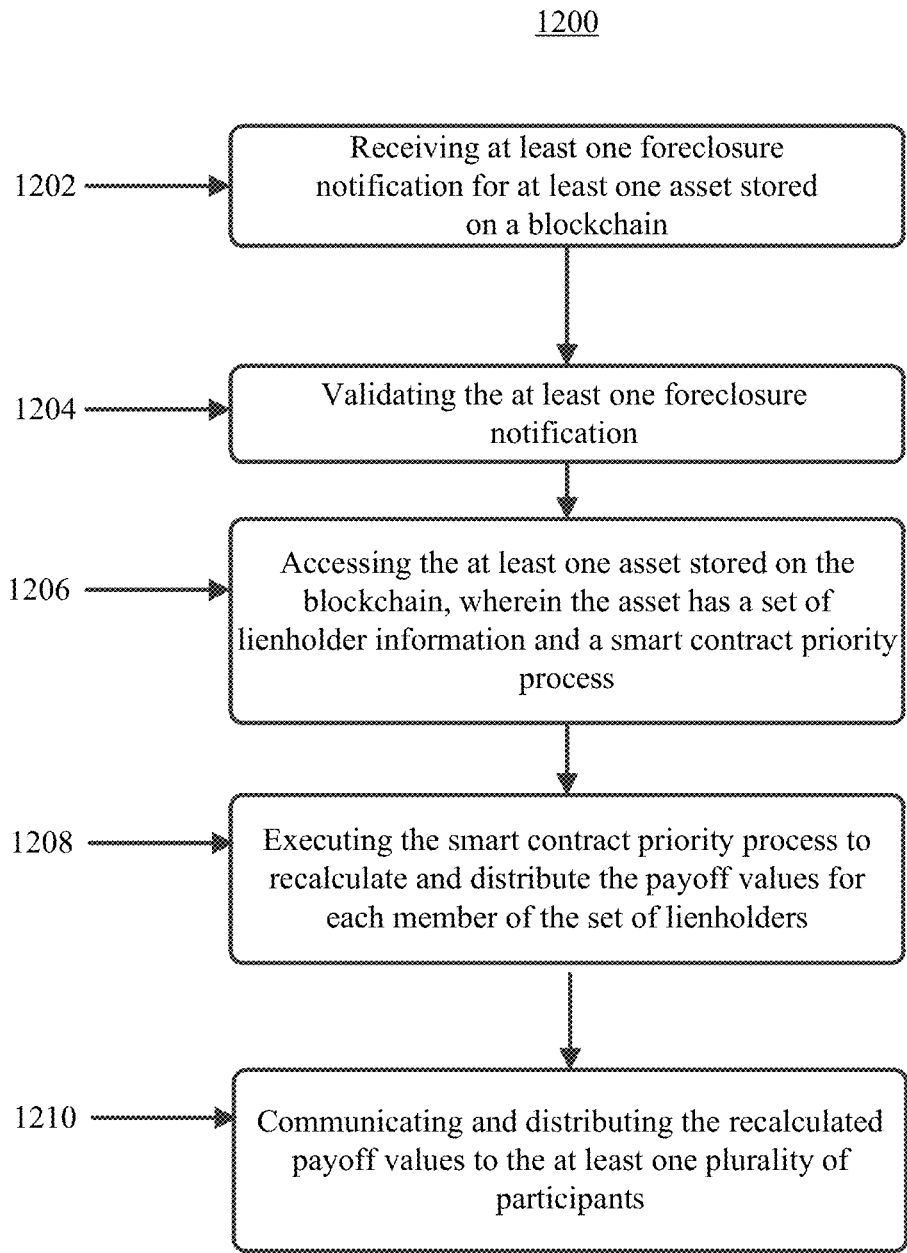 1200
1202
Receiving at least one foreclosure
notification for at least one asset stored
on a blockchain
1204
Validating the at least one foreclosure
notification
1206
Accessing the at least one asset stored on the
blockchain, wherein the asset has a set of
lienholder information and a smart contract priority
process
1208
Executing the smart contract priority process to
recalculate and distribute the payoff values for
each member of the set of lienholders
1210
Communicating and distributing the recalculated
payoff values to the at least one plurality of
participants